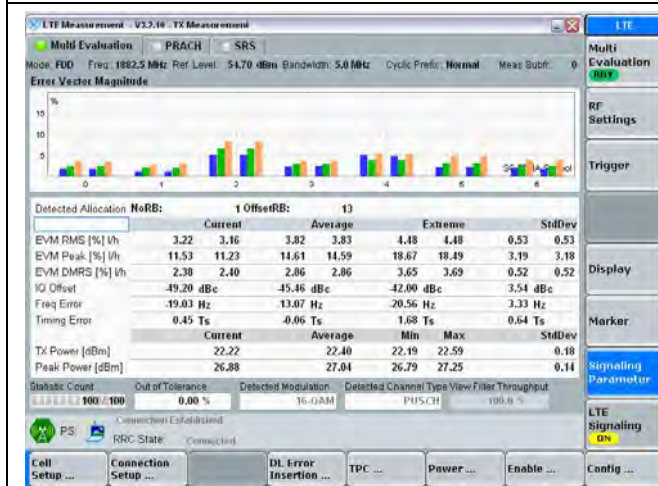 LTE Measurement - V3.2.10 - TX Measurement
LTE
Multi Evaluation PRACH SRS
Mode: FDD Freq.: 1882.5 MHz Ref. Level: 54.70 dBm Bandwidth: 5.0 MHz Cyclic Prefix: Normal Meas Subfr.: 0
Error Vector Magnitude
%
15
10
5
0 1 2 3 4 5 6
Detected Allocation NoRB: 1 OffsetRB: 13
Current Average Extreme StdDev
EVM RMS [%] l/h 3.22 3.16 3.82 3.83 4.48 4.48 0.53 0.53
EVM Peak [%] l/h 11.53 11.23 14.61 14.59 18.67 18.49 3.19 3.18
EVM DMRS [%] l/h 2.38 2.40 2.86 2.86 3.65 3.69 0.52 0.52
IQ Offset -49.20 dBc -45.46 dBc -42.00 dBc 3.54 dBc
Freq Error -19.03 Hz -13.07 Hz -20.56 Hz 3.33 Hz
Timing Error 0.45 Ts -0.06 Ts 1.68 Ts 0.64 Ts
Current Average Min Max StdDev
TX Power [dBm] 22.22 22.40 22.19 22.59 0.18
Peak Power [dBm] 26.88 27.04 26.79 27.25 0.14
Statistic Count Out of Tolerance Detected Modulation Detected Channel Type View Filter Throughput
100 / 100 0.00 % 16-QAM PUSCH 100.0 %
PS Connection Established
RRC State: Connected
Multi
Evaluation
RDY
RF
Settings
Trigger
Display
Marker
Signaling
Parameter
LTE
Signaling
ON
Cell Setup ... Connection Setup ... DL Error Insertion ... TPC ... Power ... Enable ... Config ...